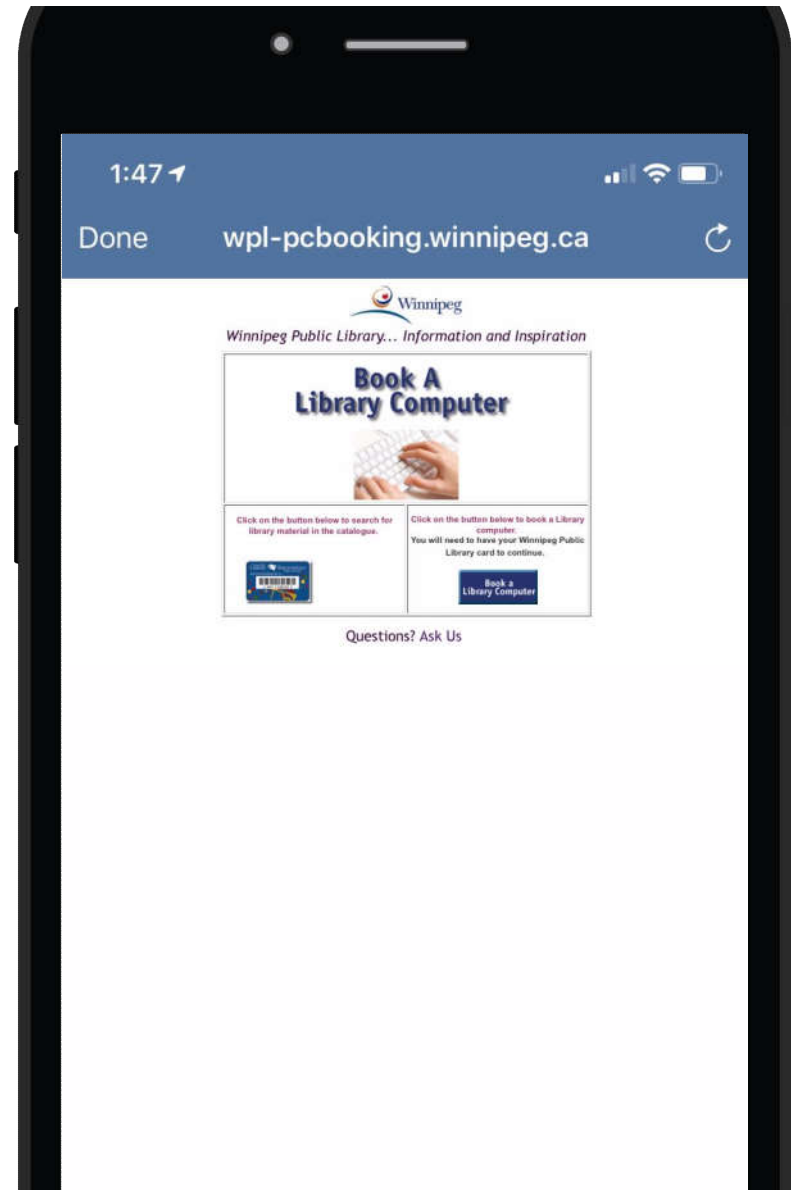 1:47
Done wpl-pcbooking.winnipeg.ca
Winnipeg
Winnipeg Public Library... Information and Inspiration
Book A
Library Computer
Click on the button below to search for
library material in the catalogue.
Click on the button below to book a Library
computer.
You will need to have your Winnipeg Public
Library card to continue.
Book a
Library Computer
Questions? Ask Us